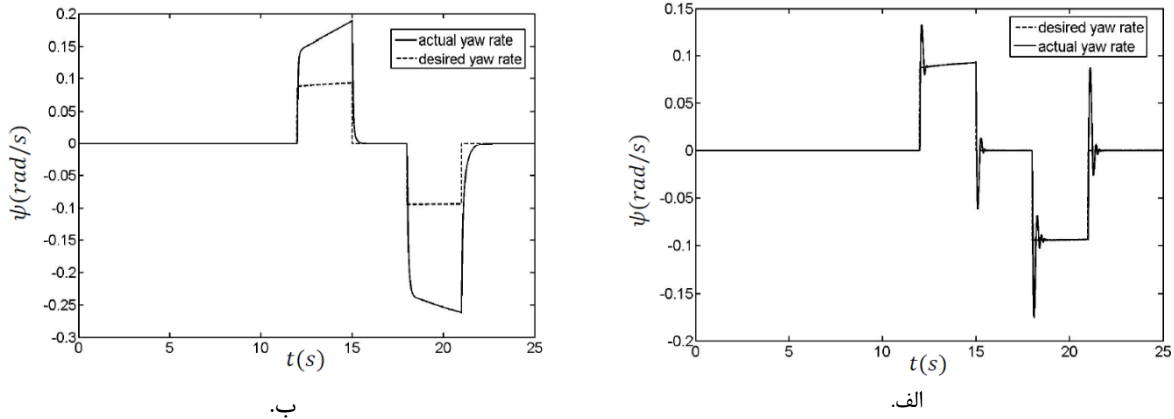 0.2
0.15
0.1
0.05
0
-0.05
-0.1
-0.15
-0.2
-0.25
-0.3
ψ(rad/s)
actual yaw rate
desired yaw rate
0 5 10 15 20 25
t(s)
ب.
0.15
0.1
0.05
0
-0.05
-0.1
-0.15
-0.2
ψ(rad/s)
desired yaw rate
actual yaw rate
0 5 10 15 20 25
t(s)
الف.